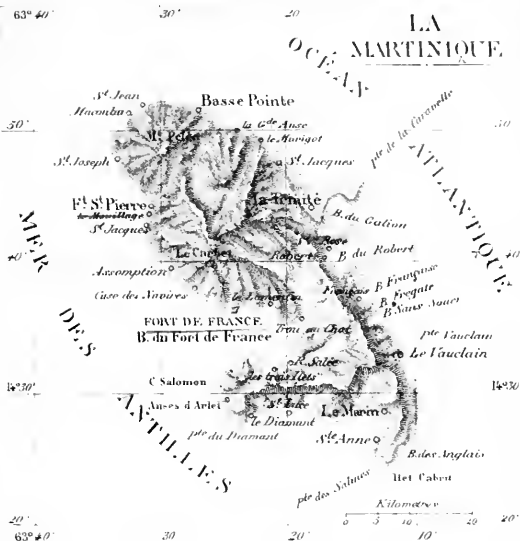 63° 40'
30'
20'
LA
MARTINIQUE
OCÉAN
ATLANTIQUE
St. Jean
Macouba
Basse Pointe
50'
Mt. Pelée
la Gde. Anse
le Marigot
pte de la Caravelle
St. Joseph
St. Jacques
Ft. St. Pierre
le Mouillage
St. Jacques
la Trinité
B. du Galion
Ste. Rose
Robert
B. du Robert
40'
40'
MER
DES
ANTILLES
Le Carbet
Assomption
Case des Navires
le Lamentin
François
B. Française
B. Fregate
B. Sans Souci
FORT DE FRANCE
B. du Fort de France
Trou au Chat
pte Vauclain
Le Vauclain
R. Salée
les trois Ilets
C. Salomon
14° 30'
14° 30'
Anses d'Arlet
St. Luce
le Diamant
Le Marin
pte du Diamant
Ste. Anne
B. des Anglais
Ilet Cabrit
pte des Salines
Kilometres
0
5
10
20
20'
20'
63° 40'
30
20
10'